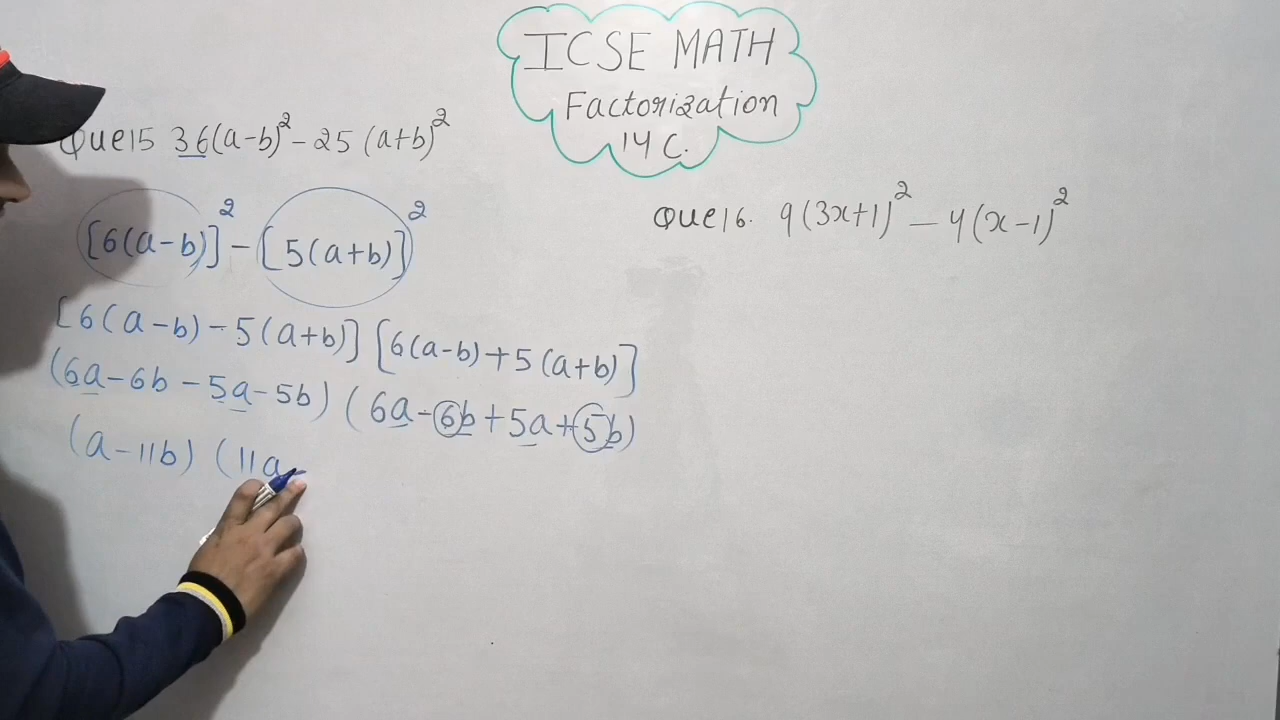 ICSE MATH
Factorization
14 C.
Que15 36(a-b)² - 25 (a+b)²
[6(a-b)]² - [5(a+b)]²
[6(a-b) - 5(a+b)] [6(a-b) + 5(a+b)]
(6a - 6b - 5a - 5b) (6a - 6b + 5a + 5b)
(a - 11b) (11a -
Que16. 9(3x+1)² - 4(x-1)²